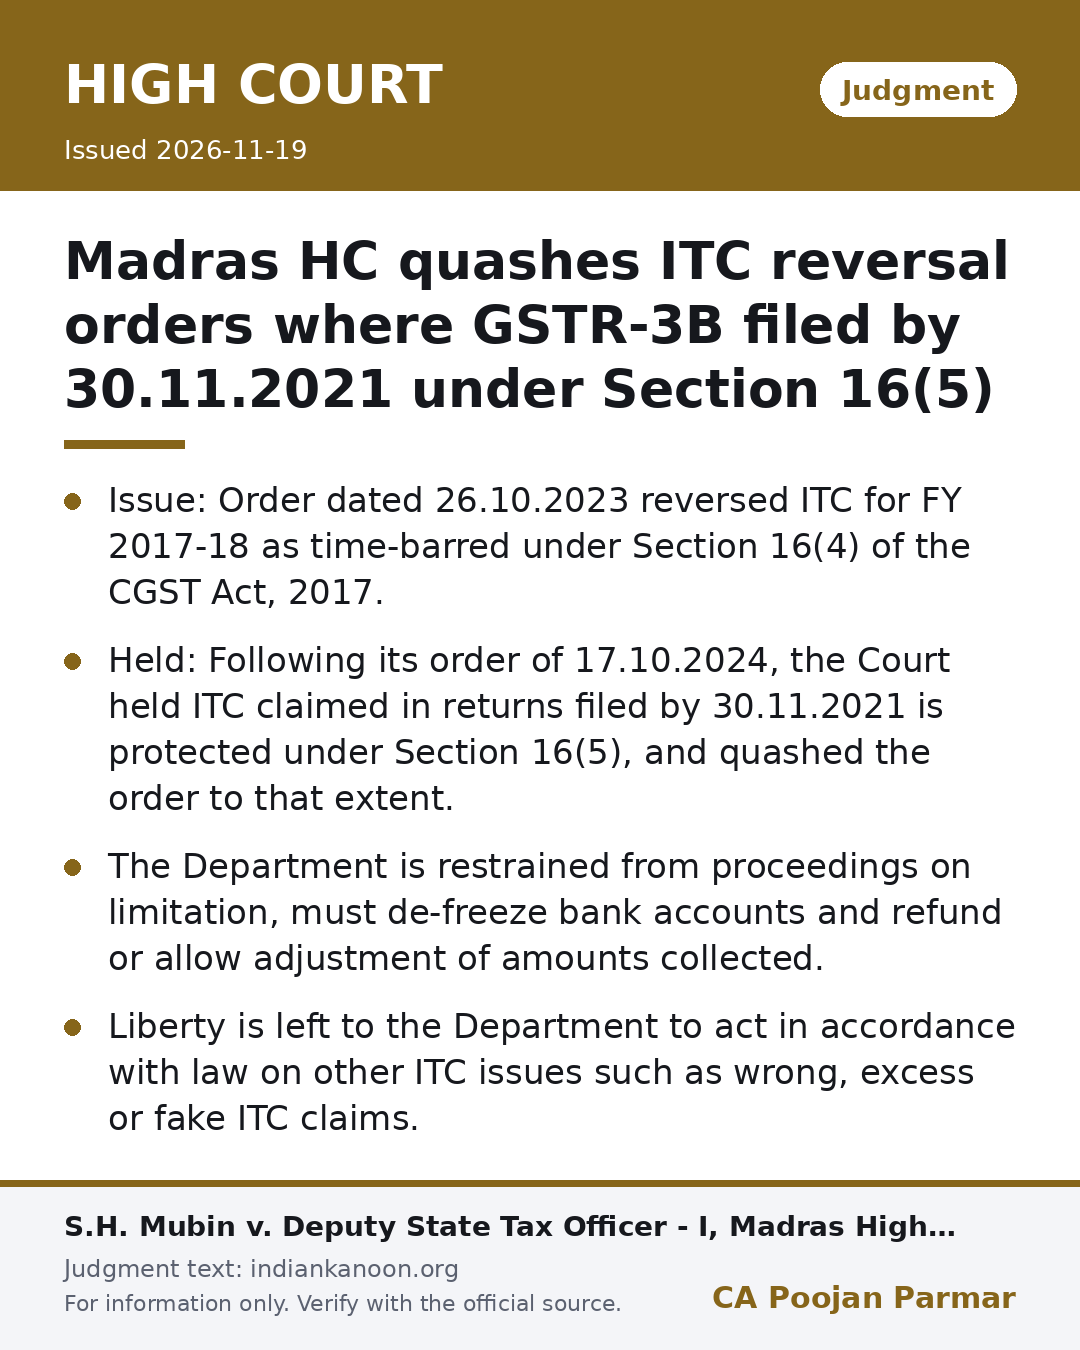 HIGH COURT
Judgment
Issued 2026-11-19
Madras HC quashes ITC reversal
orders where GSTR-3B filed by
30.11.2021 under Section 16(5)
Issue: Order dated 26.10.2023 reversed ITC for FY
2017-18 as time-barred under Section 16(4) of the
CGST Act, 2017.
Held: Following its order of 17.10.2024, the Court
held ITC claimed in returns filed by 30.11.2021 is
protected under Section 16(5), and quashed the
order to that extent.
The Department is restrained from proceedings on
limitation, must de-freeze bank accounts and refund
or allow adjustment of amounts collected.
Liberty is left to the Department to act in accordance
with law on other ITC issues such as wrong, excess
or fake ITC claims.
S.H. Mubin v. Deputy State Tax Officer - I, Madras High…
Judgment text: indiankanoon.org
For information only. Verify with the official source.
CA Poojan Parmar